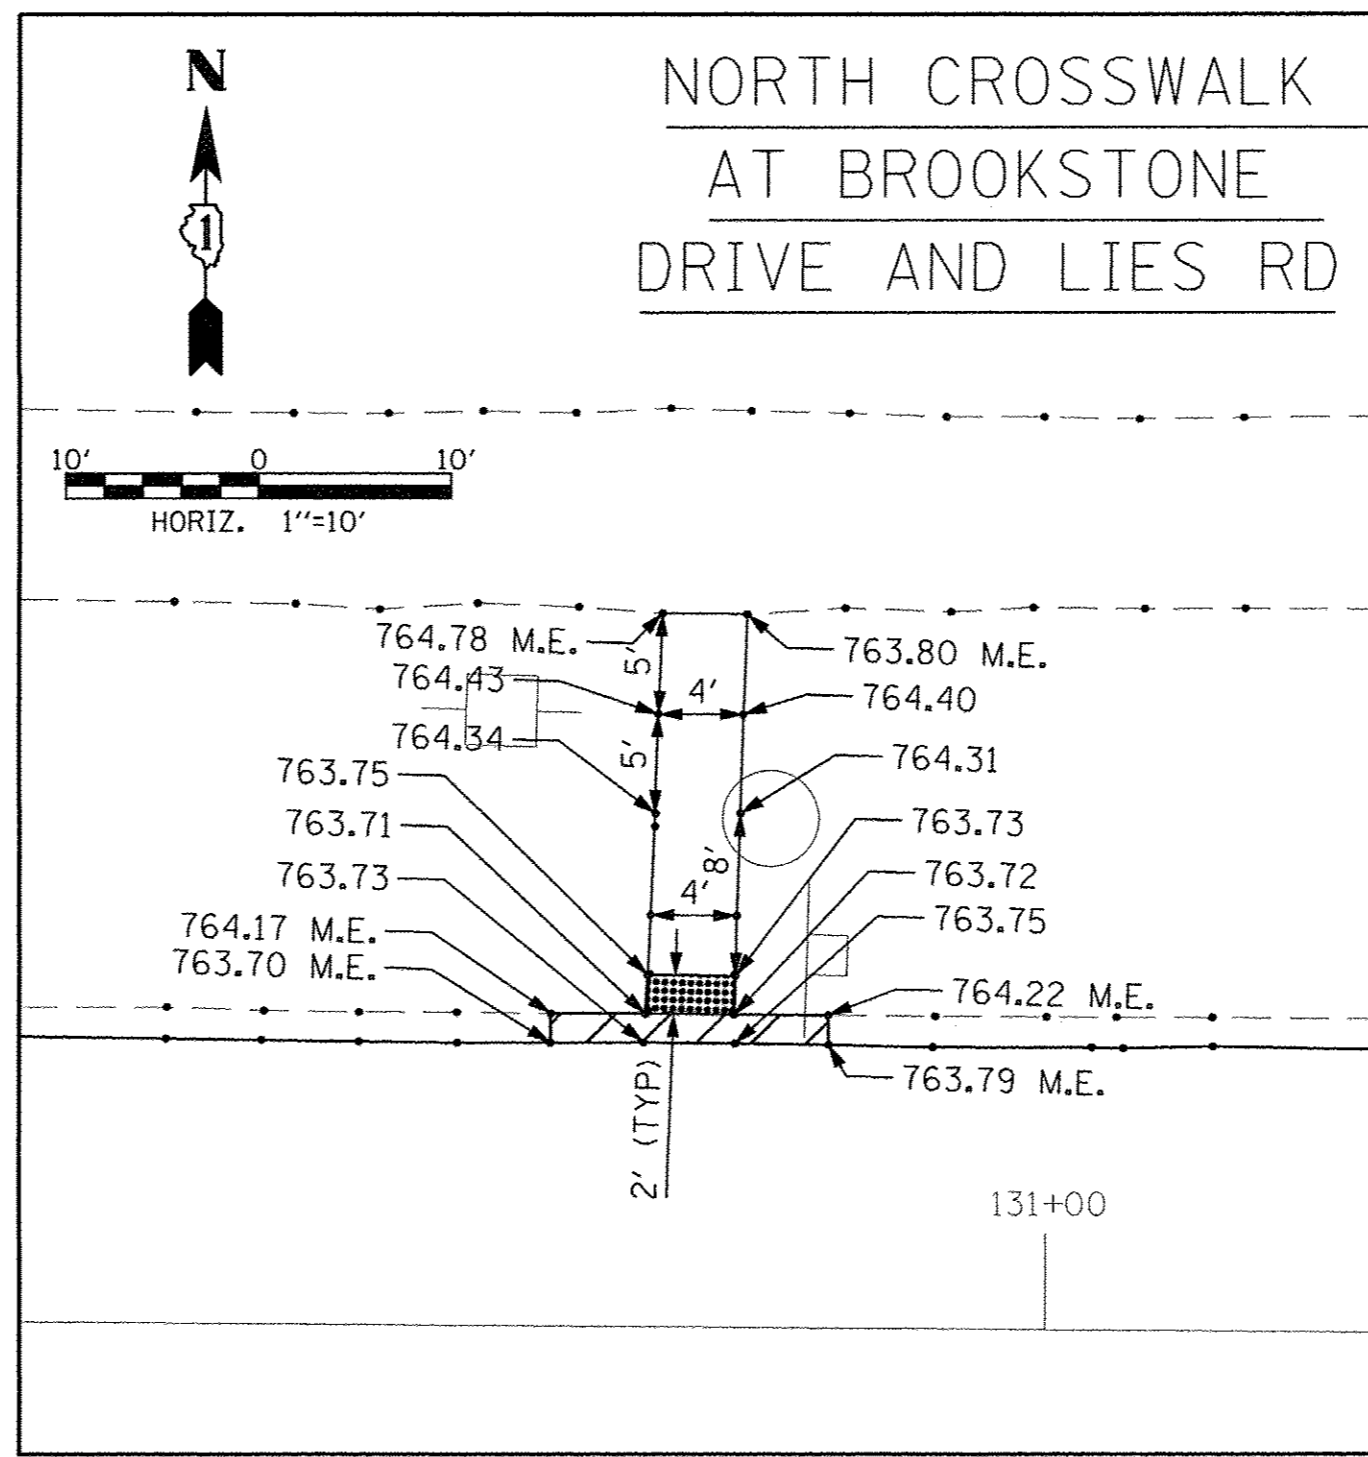 N
1
NORTH CROSSWALK
AT BROOKSTONE
DRIVE AND LIES RD
10' 0 10'
HORIZ. 1''=10'
764.78 M.E.
763.80 M.E.
5'
764.43
4'
764.40
764.34
5'
764.31
763.75
763.71
763.73
8'
763.73
763.72
4'
764.17 M.E.
763.75
763.70 M.E.
764.22 M.E.
763.79 M.E.
2' (TYP)
131+00